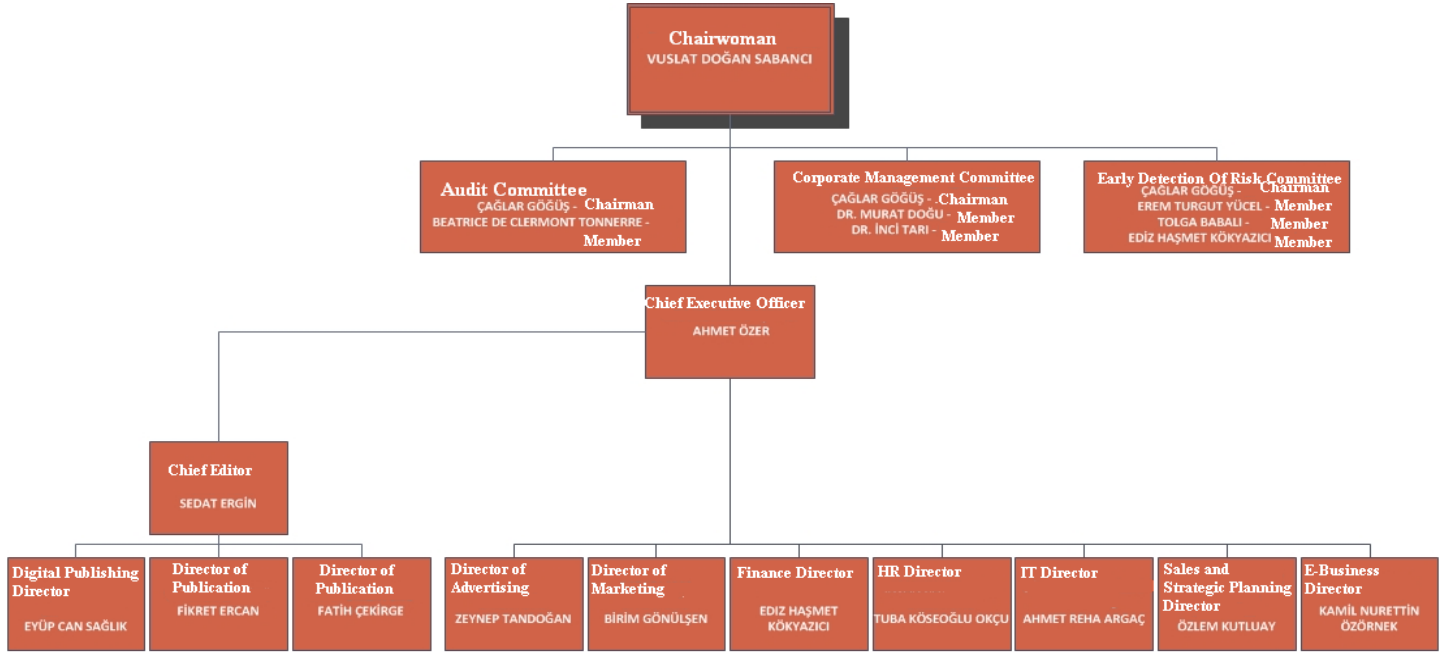 Chairwoman
VUSLAT DOĞAN SABANCI
Audit Committee
ÇAĞLAR GÖĞÜŞ - Chairman
BEATRICE DE CLERMONT TONNERRE -
Member
Corporate Management Committee
ÇAĞLAR GÖĞÜŞ - .Chairman
DR. MURAT DOĞU - Member
DR. İNCİ TARI - Member
Early Detection Of Risk Committee
ÇAĞLAR GÖĞÜŞ - Chairman
EREM TURGUT YÜCEL - Member
TOLGA BABALI - Member
EDİZ HAŞMET KÖKYAZICI Member
Chief Executive Officer
AHMET ÖZER
Chief Editor
SEDAT ERGİN
Digital Publishing
Director
EYÜP CAN SAĞLIK
Director of
Publication
FİKRET ERCAN
Director of
Publication
FATİH ÇEKİRGE
Director of
Advertising
ZEYNEP TANDOĞAN
Director of
Marketing
BİRİM GÖNÜLŞEN
Finance Director
EDIZ HAŞMET
KÖKYAZICI
HR Director
TUBA KÖSEOĞLU OKÇU
IT Director
AHMET REHA ARGAÇ
Sales and
Strategic Planning
Director
ÖZLEM KUTLUAY
E-Business
Director
KAMİL NURETTİN
ÖZÖRNEK